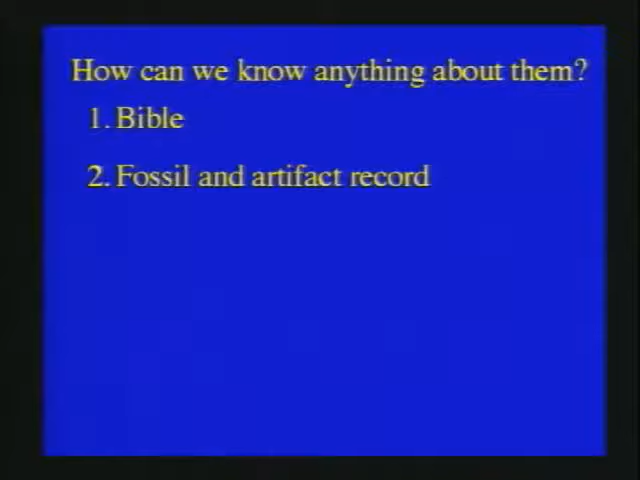 How can we know anything about them?
1. Bible
2. Fossil and artifact record